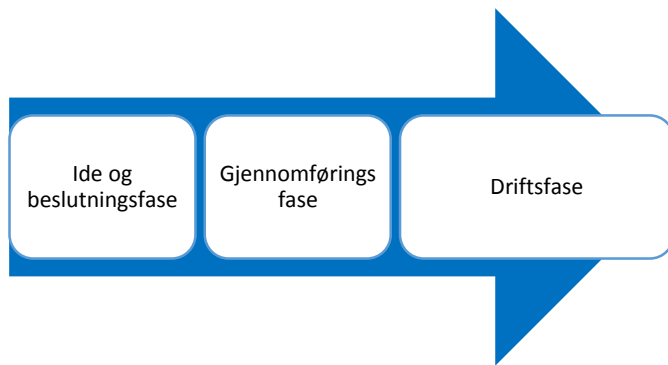 Ide og
beslutningsfase
Gjennomførings
fase
Driftsfase